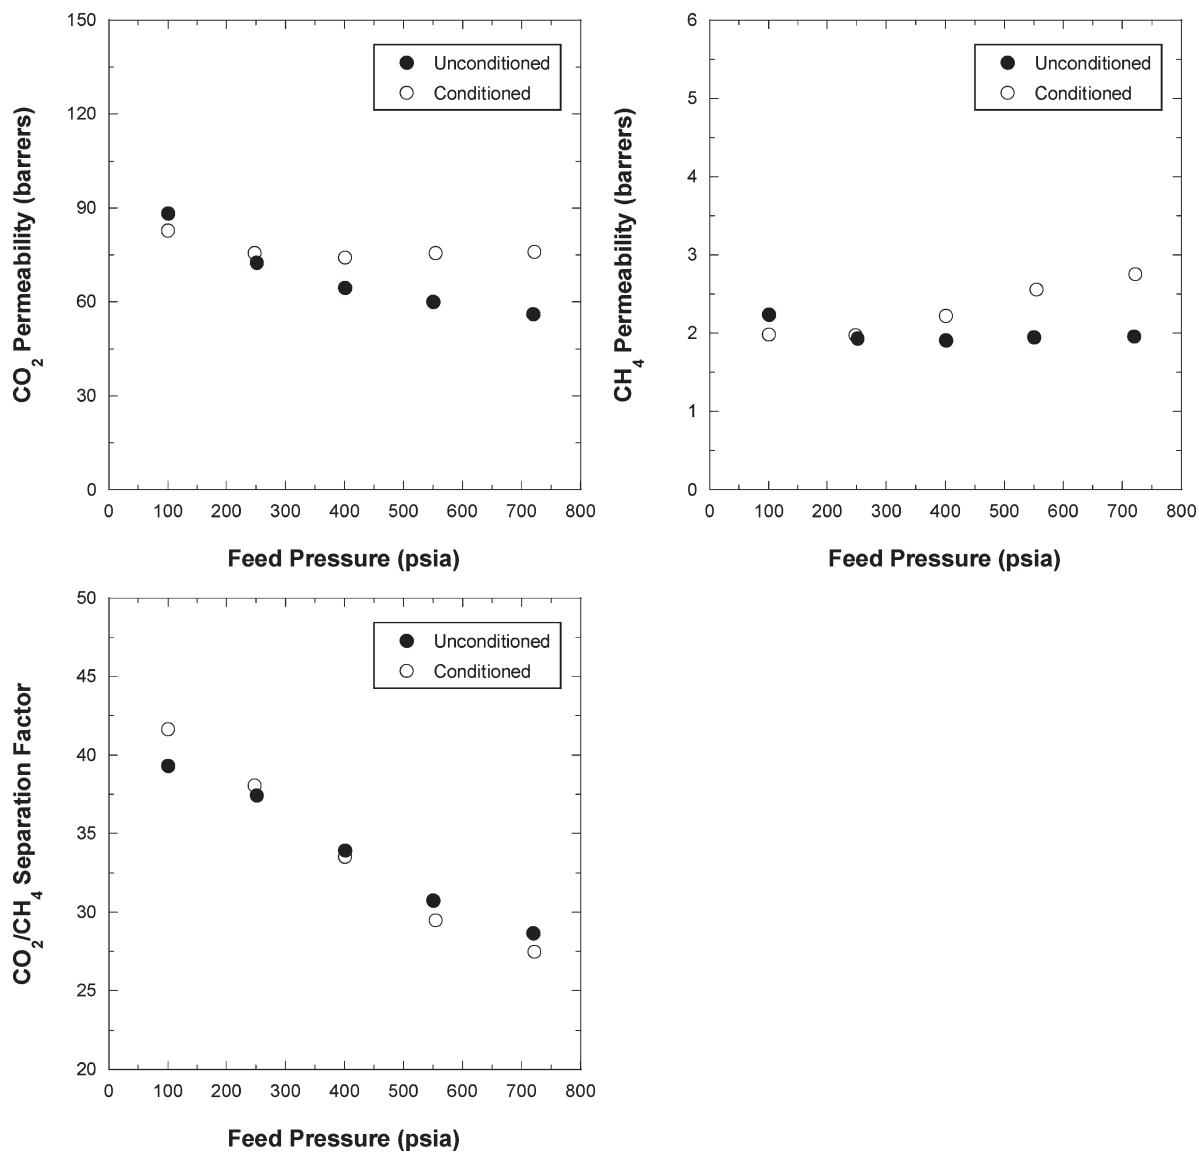 150
120
90
60
30
0
CO2 Permeability (barrers)
Unconditioned
Conditioned
0 100 200 300 400 500 600 700 800
Feed Pressure (psia)
6
5
4
3
2
1
0
CH4 Permeability (barrers)
Unconditioned
Conditioned
0 100 200 300 400 500 600 700 800
Feed Pressure (psia)
50
45
40
35
30
25
20
CO2/CH4 Separation Factor
Unconditioned
Conditioned
0 100 200 300 400 500 600 700 800
Feed Pressure (psia)